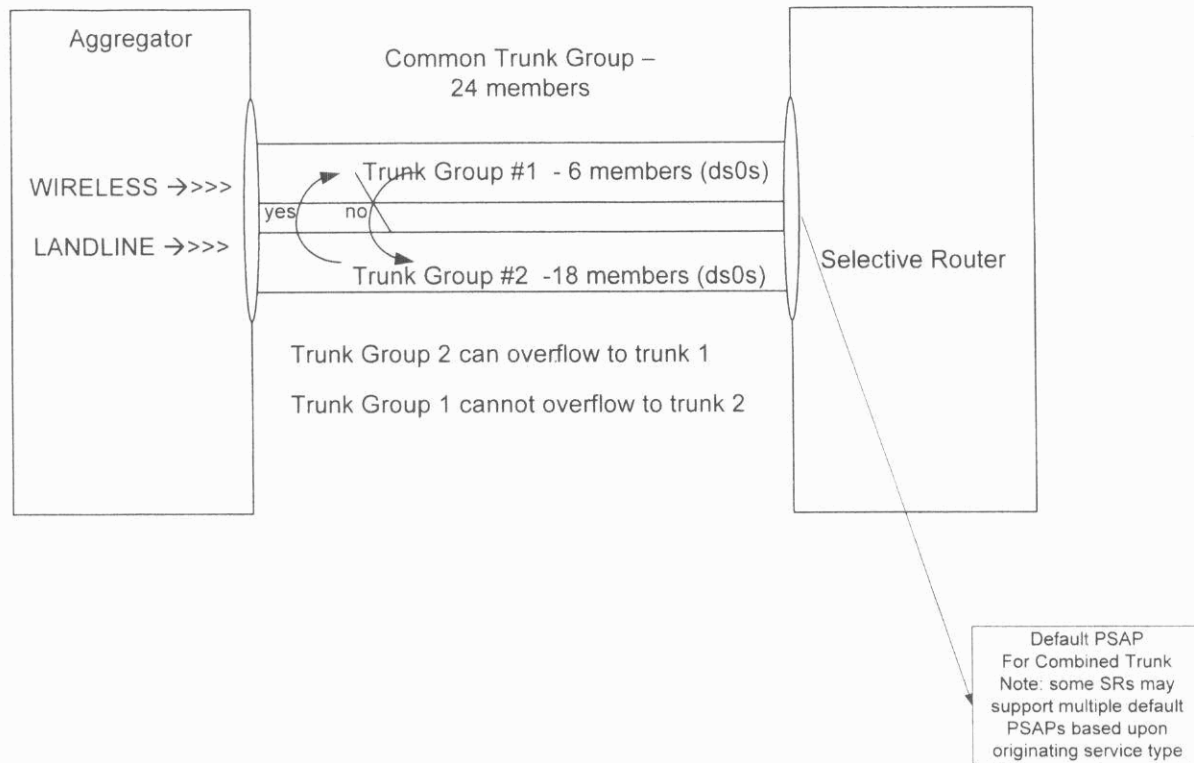 Aggregator
Common Trunk Group –
24 members
WIRELESS →>>>
Trunk Group #1 - 6 members (ds0s)
yes
no
LANDLINE →>>>
Trunk Group #2 -18 members (ds0s)
Selective Router
Trunk Group 2 can overflow to trunk 1
Trunk Group 1 cannot overflow to trunk 2
Default PSAP
For Combined Trunk
Note: some SRs may
support multiple default
PSAPs based upon
originating service type